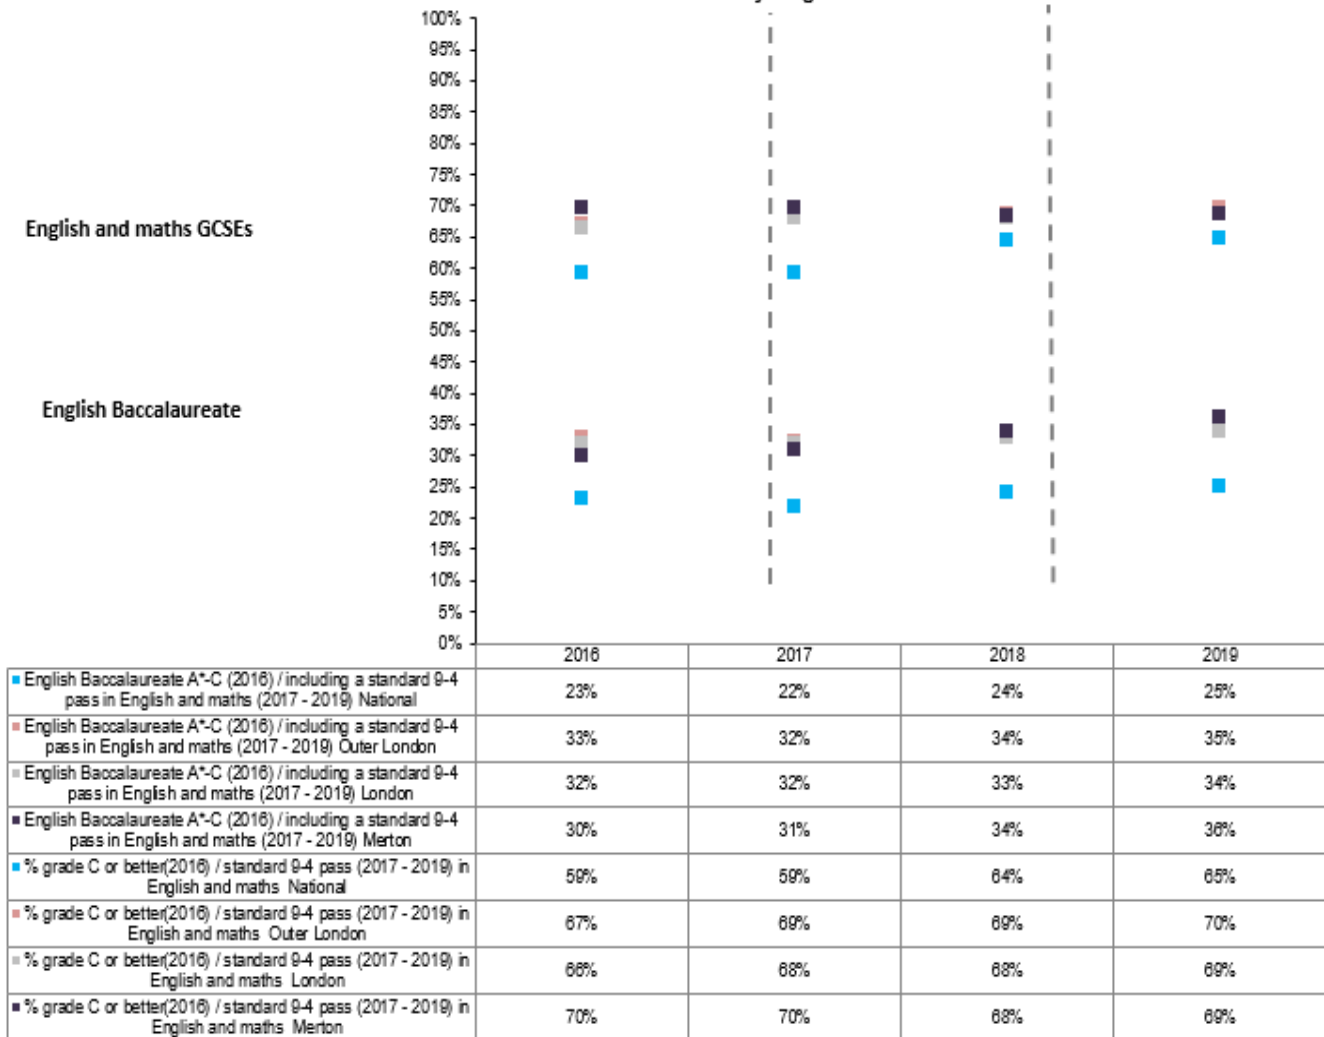 100%
95%
90%
85%
80%
75%
70%
65%
60%
55%
50%
45%
40%
35%
30%
25%
20%
15%
10%
5%
0%
English and maths GCSEs
English Baccalaureate
2016 2017 2018 2019
English Baccalaureate A*-C (2016) / including a standard 9-4
pass in English and maths (2017 - 2019) National 23% 22% 24% 25%
English Baccalaureate A*-C (2016) / including a standard 9-4
pass in English and maths (2017 - 2019) Outer London 33% 32% 34% 35%
English Baccalaureate A*-C (2016) / including a standard 9-4
pass in English and maths (2017 - 2019) London 32% 32% 33% 34%
English Baccalaureate A*-C (2016) / including a standard 9-4
pass in English and maths (2017 - 2019) Merton 30% 31% 34% 36%
% grade C or better(2016) / standard 9-4 pass (2017 - 2019) in
English and maths National 59% 59% 64% 65%
% grade C or better(2016) / standard 9-4 pass (2017 - 2019) in
English and maths Outer London 67% 69% 69% 70%
% grade C or better(2016) / standard 9-4 pass (2017 - 2019) in
English and maths London 66% 68% 68% 69%
% grade C or better(2016) / standard 9-4 pass (2017 - 2019) in
English and maths Merton 70% 70% 68% 69%